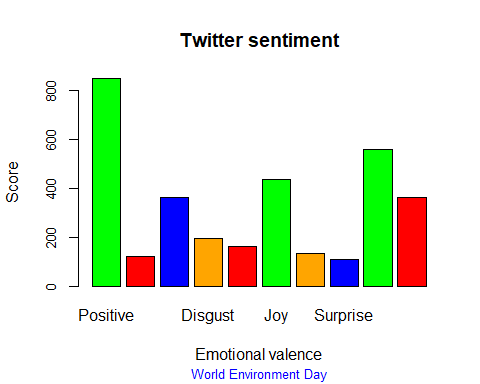 Twitter sentiment
800
600
400
200
0
Score
Positive Disgust Joy Surprise
Emotional valence
World Environment Day